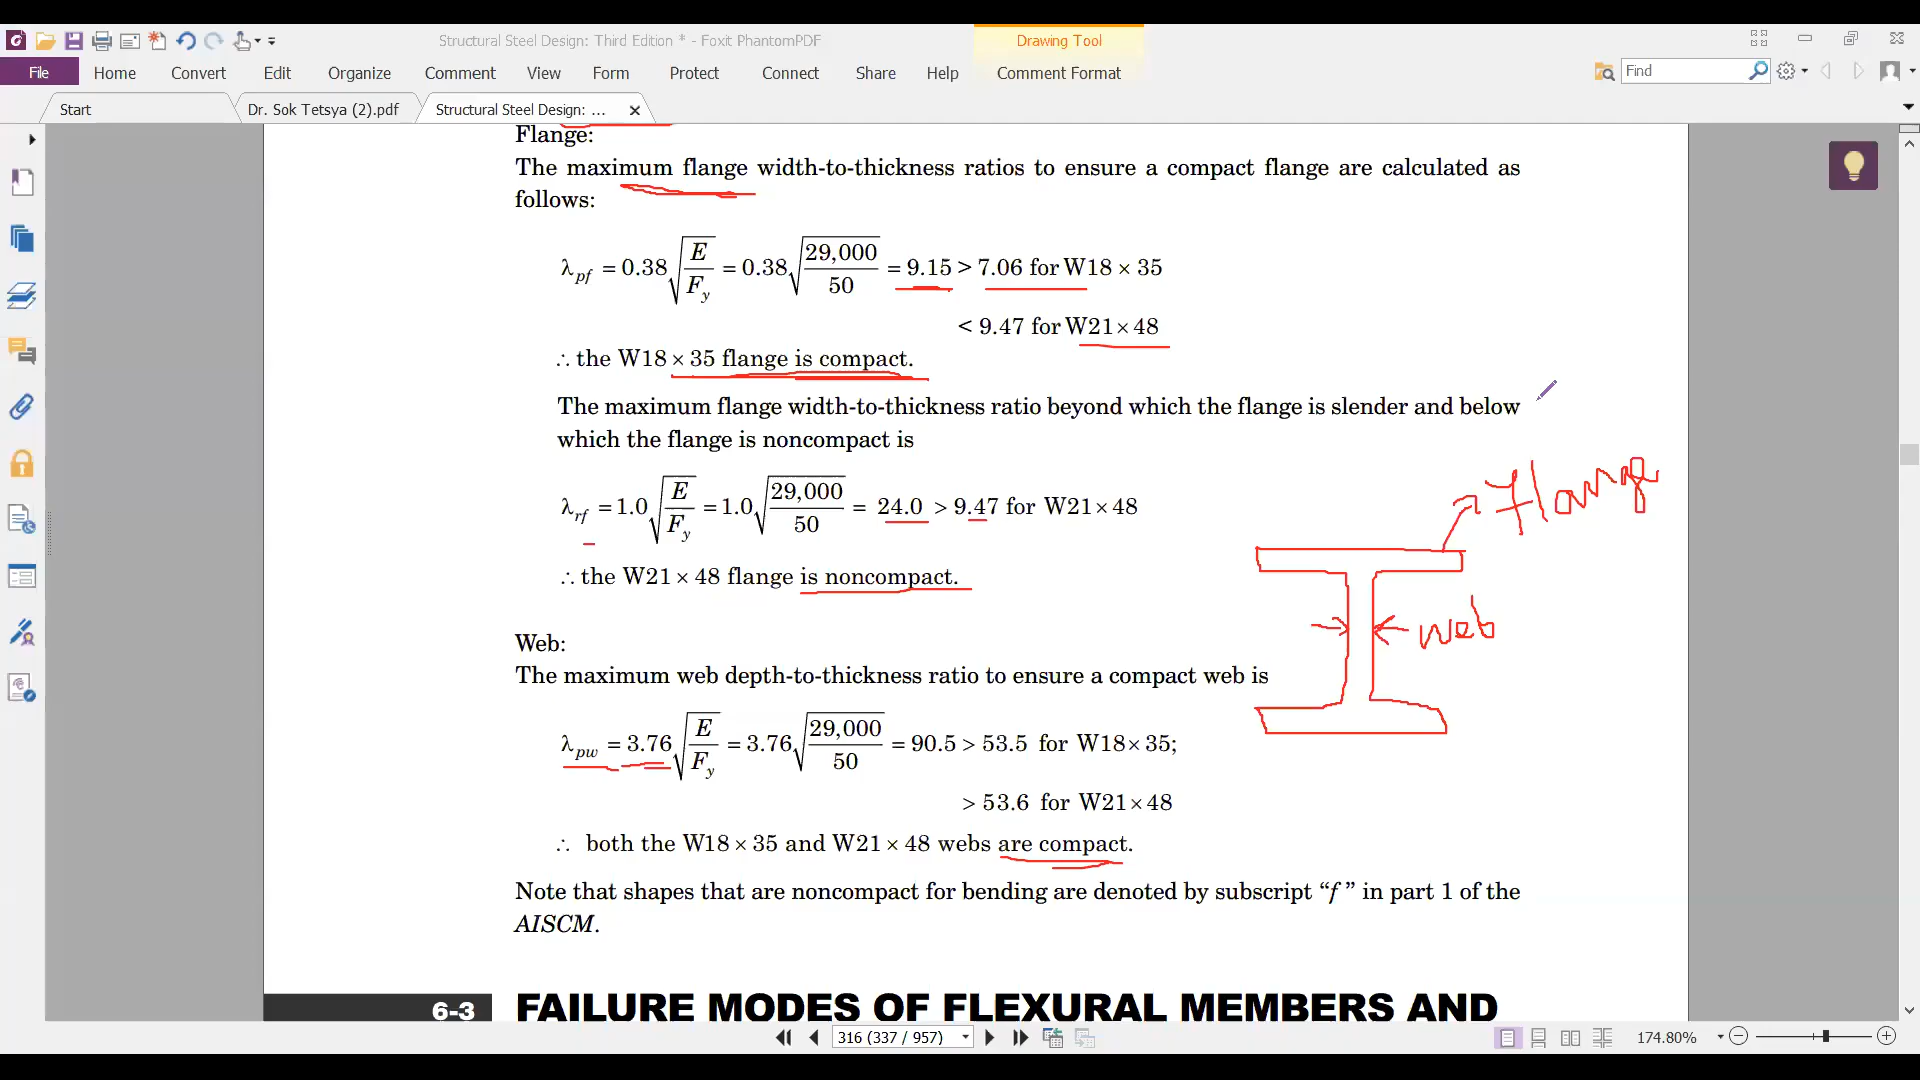 Structural Steel Design: Third Edition * - Foxit PhantomPDF
Drawing Tool
File Home Convert Edit Organize Comment View Form Protect Connect Share Help Comment Format
Find
Start
Dr. Sok Tetsya (2).pdf
Structural Steel Design: ...
Flange:
The maximum flange width-to-thickness ratios to ensure a compact flange are calculated as
follows:
λpf = 0.38√(E/Fy) = 0.38√(29,000/50) = 9.15 > 7.06 for W18 × 35
< 9.47 for W21 × 48
∴ the W18 × 35 flange is compact.
The maximum flange width-to-thickness ratio beyond which the flange is slender and below
which the flange is noncompact is
λrf = 1.0√(E/Fy) = 1.0√(29,000/50) = 24.0 > 9.47 for W21 × 48
∴ the W21 × 48 flange is noncompact.
Flange
web
Web:
The maximum web depth-to-thickness ratio to ensure a compact web is
λpw = 3.76√(E/Fy) = 3.76√(29,000/50) = 90.5 > 53.5 for W18 × 35;
> 53.6 for W21 × 48
∴ both the W18 × 35 and W21 × 48 webs are compact.
Note that shapes that are noncompact for bending are denoted by subscript “f” in part 1 of the
AISCM.
6-3 FAILURE MODES OF FLEXURAL MEMBERS AND
316 (337 / 957)
174.80%